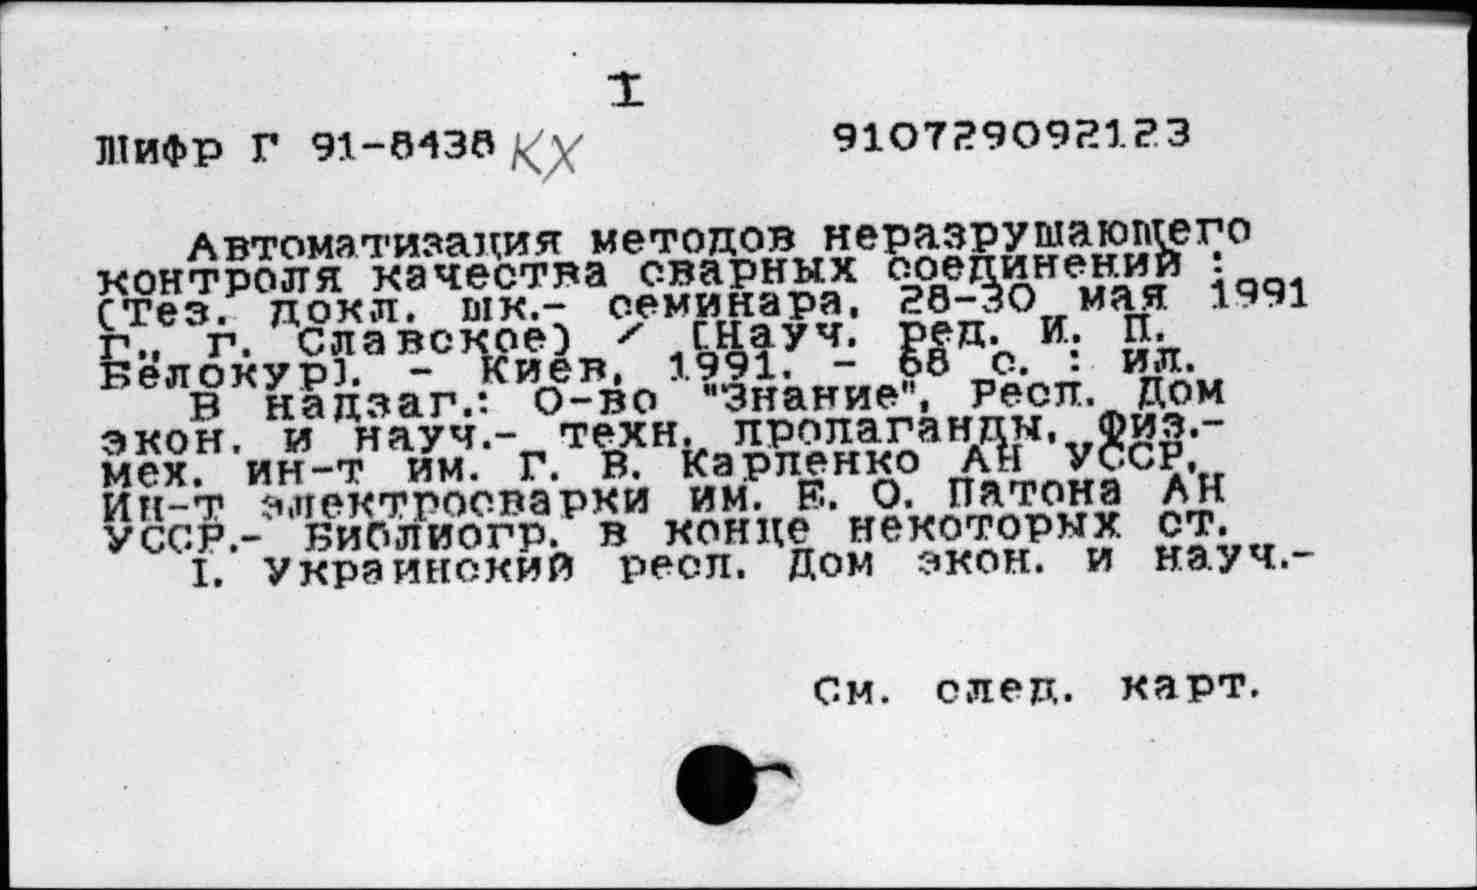 1
Шифр Г 91-8438 КХ 910729092123
Автоматизация методов неразрушающего
контроля качества сварных соединений :
(Тез. докл. шк.- семинара, 28-30 мая 1991
г., г. Славское) / [Науч. ред. И. П.
Белокур]. - Киев, 1991. - 68 с. : ил.
В надзаг.: О-во "Знание", Респ. Дом
экон. и науч.- техн. пропаганды, Физ.-
мех. ин-т им. Г. В. Карпенко АН УССР,
Ин-т электросварки им. Е. О. Патона АН
УССР.- Библиогр. в конце некоторых ст.
I. Украинский респ. Дом экон. и науч.-
См. след. карт.